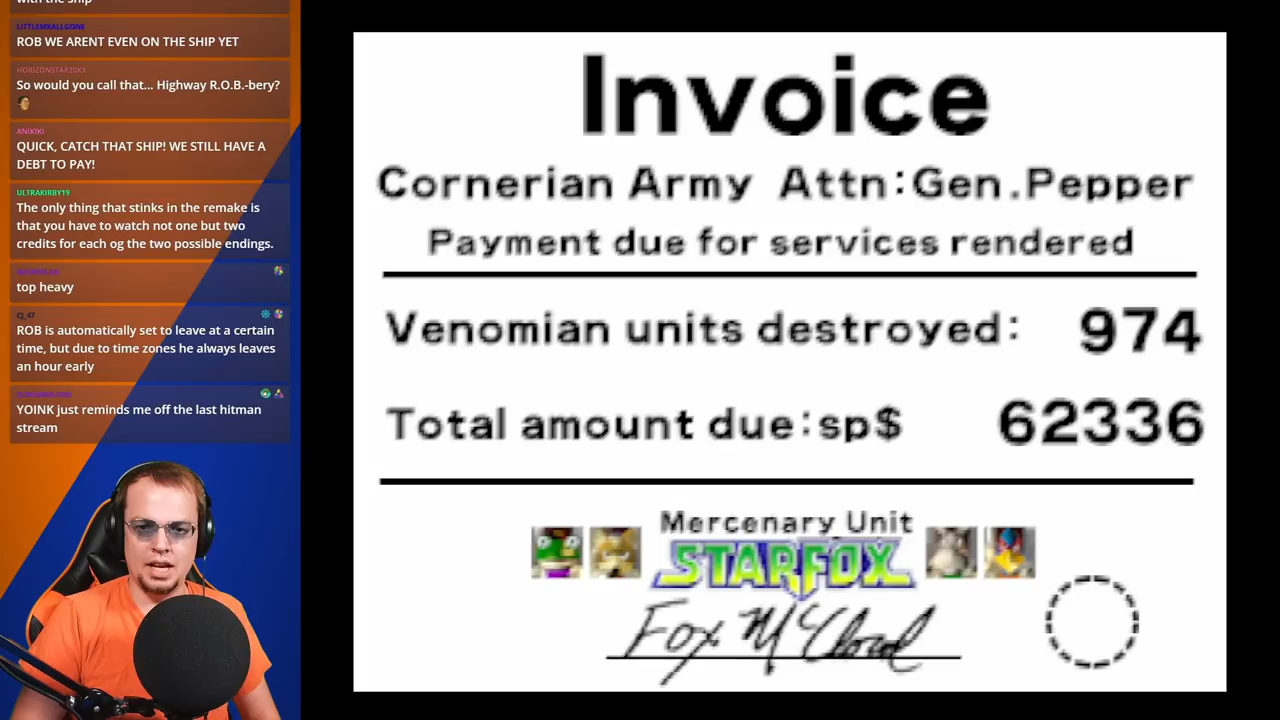 with the ship
LITTLEMXALLGONE
ROB WE ARENT EVEN ON THE SHIP YET
HORIZONSTAR20XX
So would you call that... Highway R.O.B.-bery?
ANIKIKI
QUICK, CATCH THAT SHIP! WE STILL HAVE A
DEBT TO PAY!
ULTRAKIRBY19
The only thing that stinks in the remake is
that you have to watch not one but two
credits for each og the two possible endings.
top heavy
CJ_47
ROB is automatically set to leave at a certain
time, but due to time zones he always leaves
an hour early
YOINK just reminds me off the last hitman
stream
Invoice
Cornerian Army Attn:Gen.Pepper
Payment due for services rendered
Venomian units destroyed: 974
Total amount due:sp$ 62336
Mercenary Unit
STARFOX
Fox McCloud